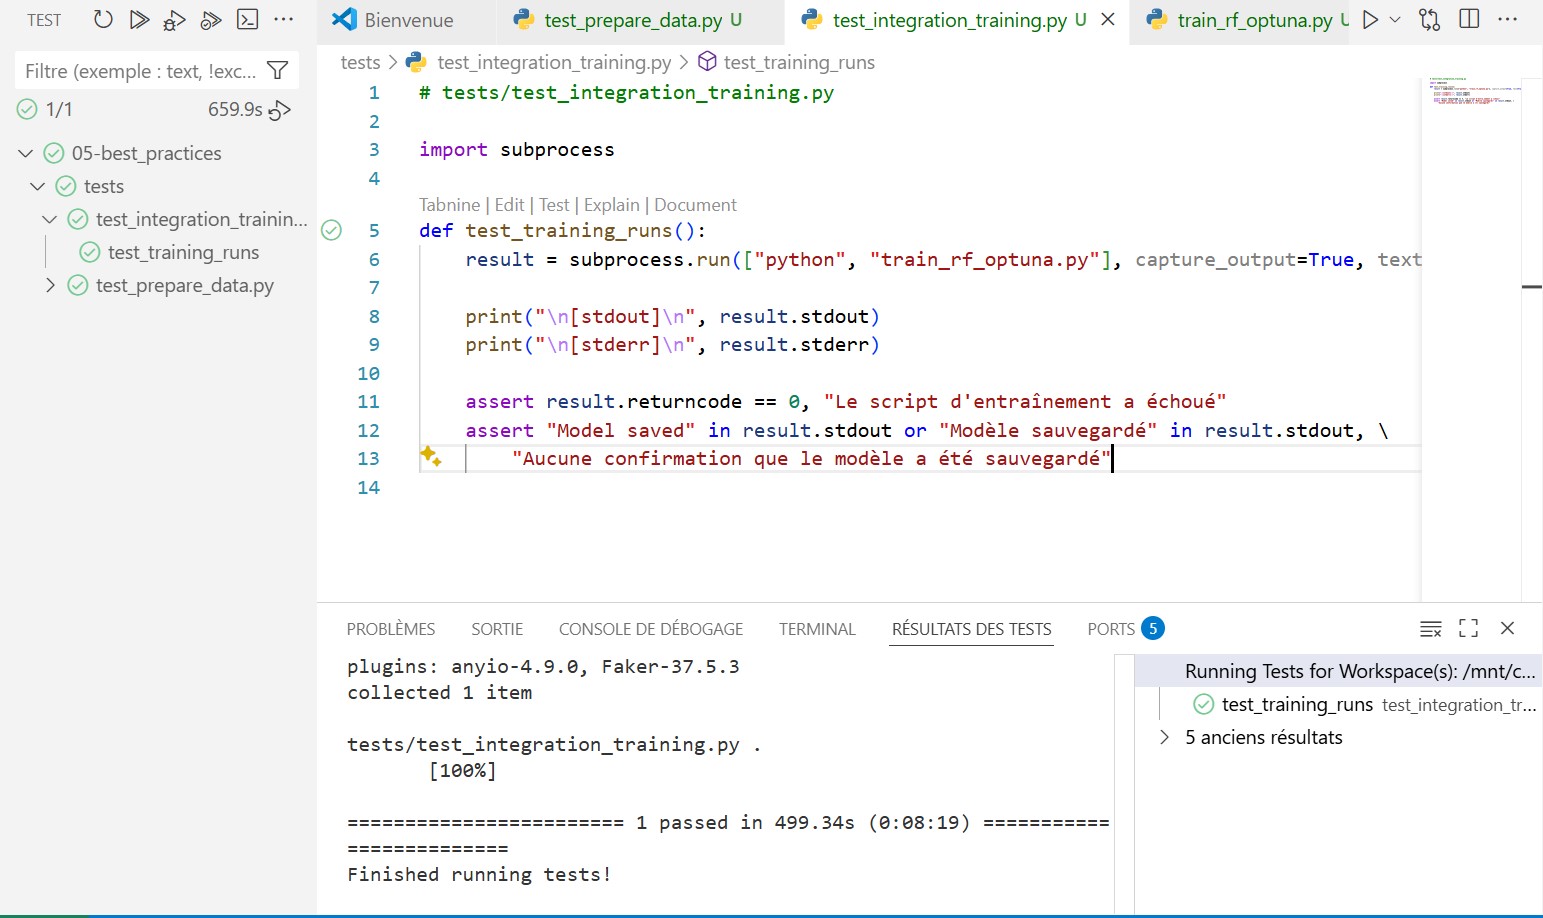 TEST
Bienvenue
test_prepare_data.py U
test_integration_training.py U
train_rf_optuna.py U
Filtre (exemple : text, !exc...
1/1
659.9s
05-best_practices
tests
test_integration_trainin...
test_training_runs
test_prepare_data.py
tests > test_integration_training.py > test_training_runs
1 # tests/test_integration_training.py
2
3 import subprocess
4
Tabnine | Edit | Test | Explain | Document
5 def test_training_runs():
6 result = subprocess.run(["python", "train_rf_optuna.py"], capture_output=True, text
7
8 print("\n[stdout]\n", result.stdout)
9 print("\n[stderr]\n", result.stderr)
10
11 assert result.returncode == 0, "Le script d'entraînement a échoué"
12 assert "Model saved" in result.stdout or "Modèle sauvegardé" in result.stdout, \
13 "Aucune confirmation que le modèle a été sauvegardé"
14
PROBLÈMES
SORTIE
CONSOLE DE DÉBOGAGE
TERMINAL
RÉSULTATS DES TESTS
PORTS 5
plugins: anyio-4.9.0, Faker-37.5.3
collected 1 item
tests/test_integration_training.py .
[100%]
======================== 1 passed in 499.34s (0:08:19) ===========
==============
Finished running tests!
Running Tests for Workspace(s): /mnt/c...
test_training_runs test_integration_tr...
5 anciens résultats